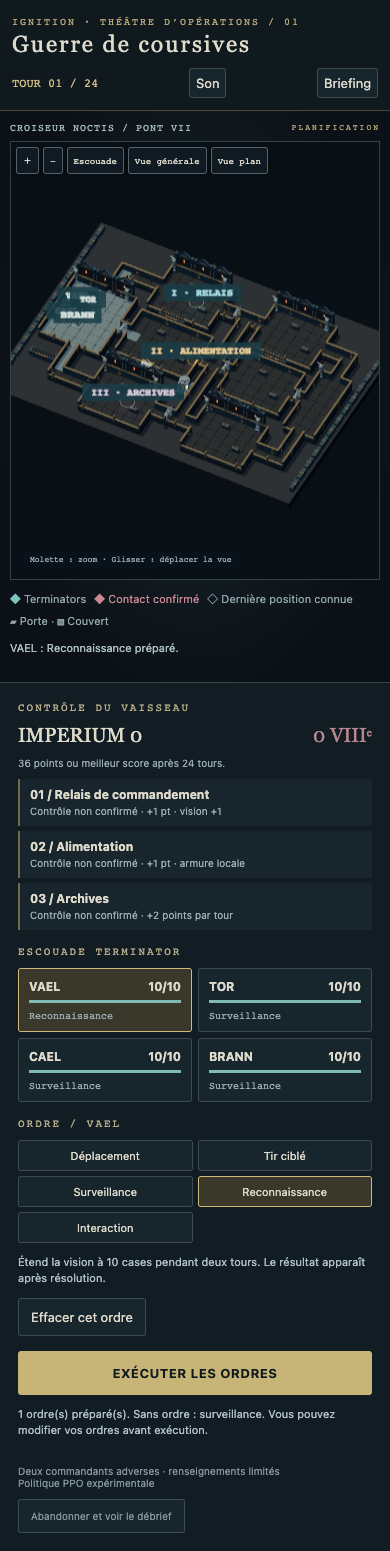 IGNITION · THÉÂTRE D’OPÉRATIONS / 01
Guerre de coursives
TOUR 01 / 24
Son
Briefing
CROISEUR NOCTIS / PONT VII
PLANIFICATION
+
−
Escouade
Vue générale
Vue plan
TOR
BRANN
I · RELAIS
II · ALIMENTATION
III · ARCHIVES
Molette : zoom · Glisser : déplacer la vue
Terminators
Contact confirmé
Dernière position connue
Porte · Couvert
VAEL : Reconnaissance préparé.
CONTRÔLE DU VAISSEAU
IMPERIUM 0
0 VIIIᵉ
36 points ou meilleur score après 24 tours.
01 / Relais de commandement
Contrôle non confirmé · +1 pt · vision +1
02 / Alimentation
Contrôle non confirmé · +1 pt · armure locale
03 / Archives
Contrôle non confirmé · +2 points par tour
ESCOUADE TERMINATOR
VAEL 10/10
Reconnaissance
TOR 10/10
Surveillance
CAEL 10/10
Surveillance
BRANN 10/10
Surveillance
ORDRE / VAEL
Déplacement
Tir ciblé
Surveillance
Reconnaissance
Interaction
Étend la vision à 10 cases pendant deux tours. Le résultat apparaît
après résolution.
Effacer cet ordre
EXÉCUTER LES ORDRES
1 ordre(s) préparé(s). Sans ordre : surveillance. Vous pouvez
modifier vos ordres avant exécution.
Deux commandants adverses · renseignements limités
Politique PPO expérimentale
Abandonner et voir le débrief